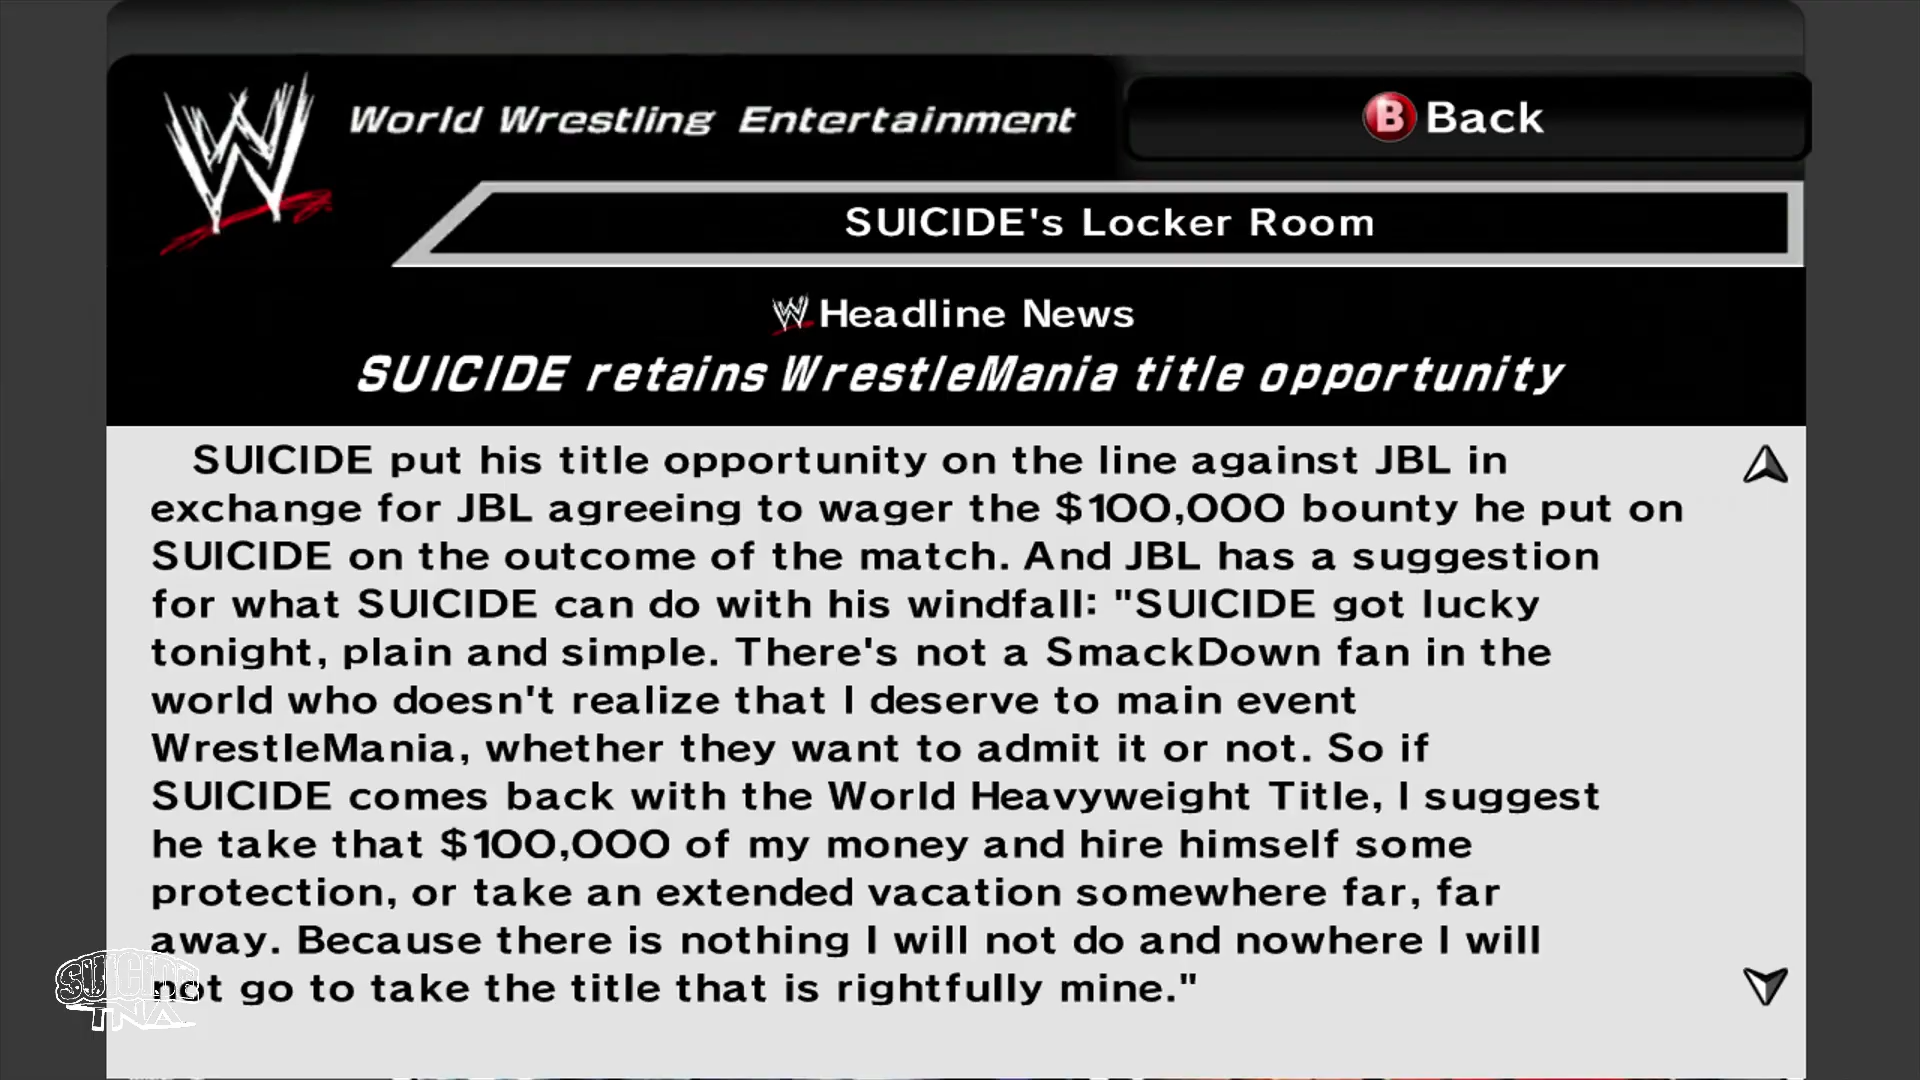 World Wrestling Entertainment
B Back
SUICIDE's Locker Room
W Headline News
SUICIDE retains WrestleMania title opportunity
SUICIDE put his title opportunity on the line against JBL in
exchange for JBL agreeing to wager the $100,000 bounty he put on
SUICIDE on the outcome of the match. And JBL has a suggestion
for what SUICIDE can do with his windfall: "SUICIDE got lucky
tonight, plain and simple. There's not a SmackDown fan in the
world who doesn't realize that I deserve to main event
WrestleMania, whether they want to admit it or not. So if
SUICIDE comes back with the World Heavyweight Title, I suggest
he take that $100,000 of my money and hire himself some
protection, or take an extended vacation somewhere far, far
away. Because there is nothing I will not do and nowhere I will
not go to take the title that is rightfully mine."
SUICIDE
TNA